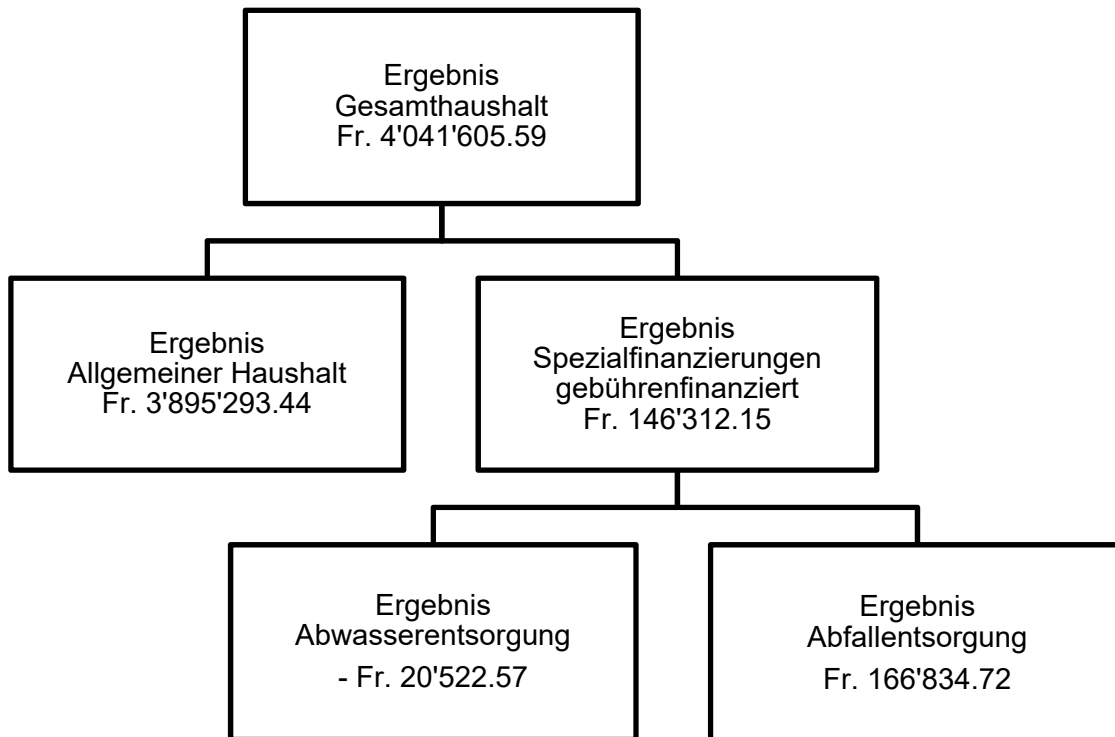 Ergebnis
Gesamthaushalt
Fr. 4'041'605.59
Ergebnis
Allgemeiner Haushalt
Fr. 3'895'293.44
Ergebnis
Spezialfinanzierungen
gebührenfinanziert
Fr. 146'312.15
Ergebnis
Abwasserentsorgung
- Fr. 20'522.57
Ergebnis
Abfallentsorgung
Fr. 166'834.72